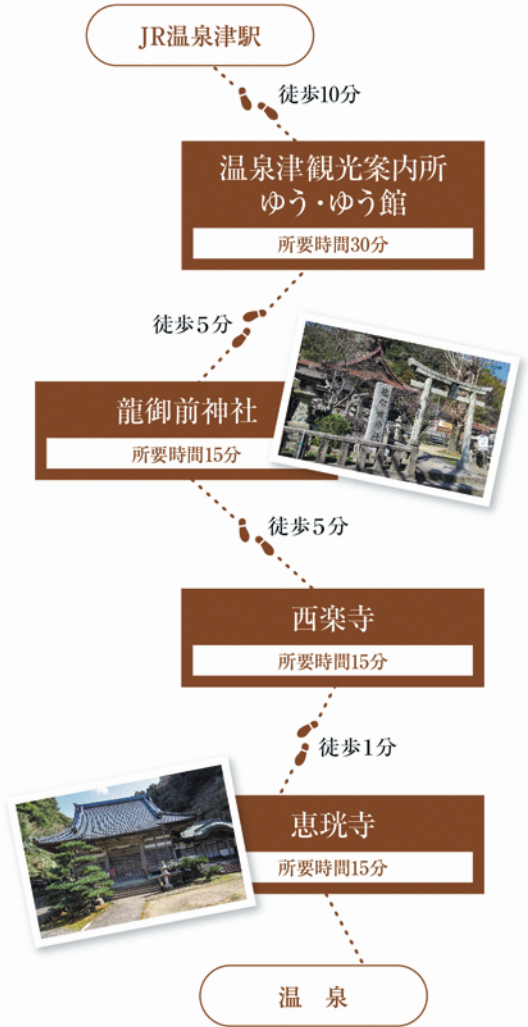 JR温泉津駅
徒歩10分
温泉津観光案内所
ゆう・ゆう館
所要時間30分
徒歩5分
龍御前神社
所要時間15分
徒歩5分
西楽寺
所要時間15分
徒歩1分
恵珖寺
所要時間15分
温 泉